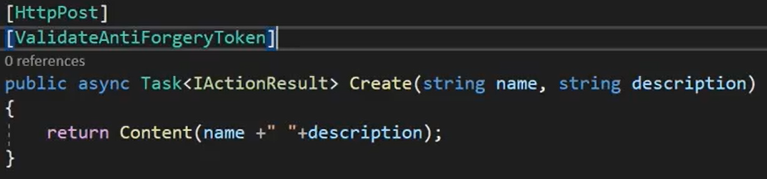 [HttpPost]
[ValidateAntiForgeryToken]
0 references
public async Task<IActionResult> Create(string name, string description)
{
return Content(name +" "+description);
}